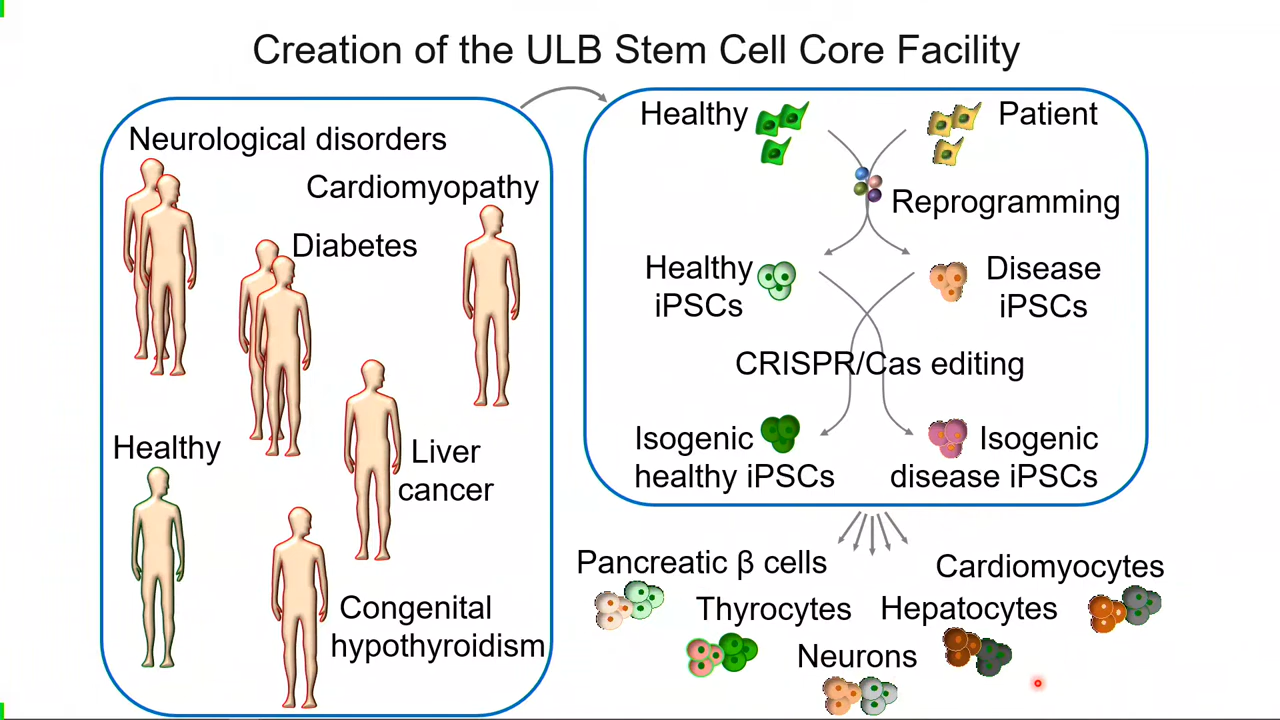 Creation of the ULB Stem Cell Core Facility
Neurological disorders
Cardiomyopathy
Diabetes
Healthy
Liver
cancer
Congenital
hypothyroidism
Healthy
Patient
Reprogramming
Healthy
iPSCs
Disease
iPSCs
CRISPR/Cas editing
Isogenic
healthy iPSCs
Isogenic
disease iPSCs
Pancreatic β cells
Cardiomyocytes
Thyrocytes
Hepatocytes
Neurons